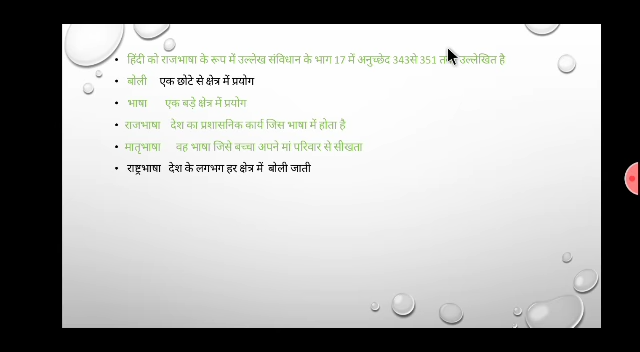 हिंदी को राजभाषा के रूप में उल्लेख संविधान के भाग 17 में अनुच्छेद 343से 351 उल्लेखित है
बोली एक छोटे से क्षेत्र में प्रयोग
भाषा एक बड़े क्षेत्र में प्रयोग
राजभाषा देश का प्रशासनिक कार्य जिस भाषा में होता है
मातृभाषा वह भाषा जिसे बच्चा अपने मां परिवार से सीखता
राष्ट्रभाषा देश के लगभग हर क्षेत्र में बोली जाती